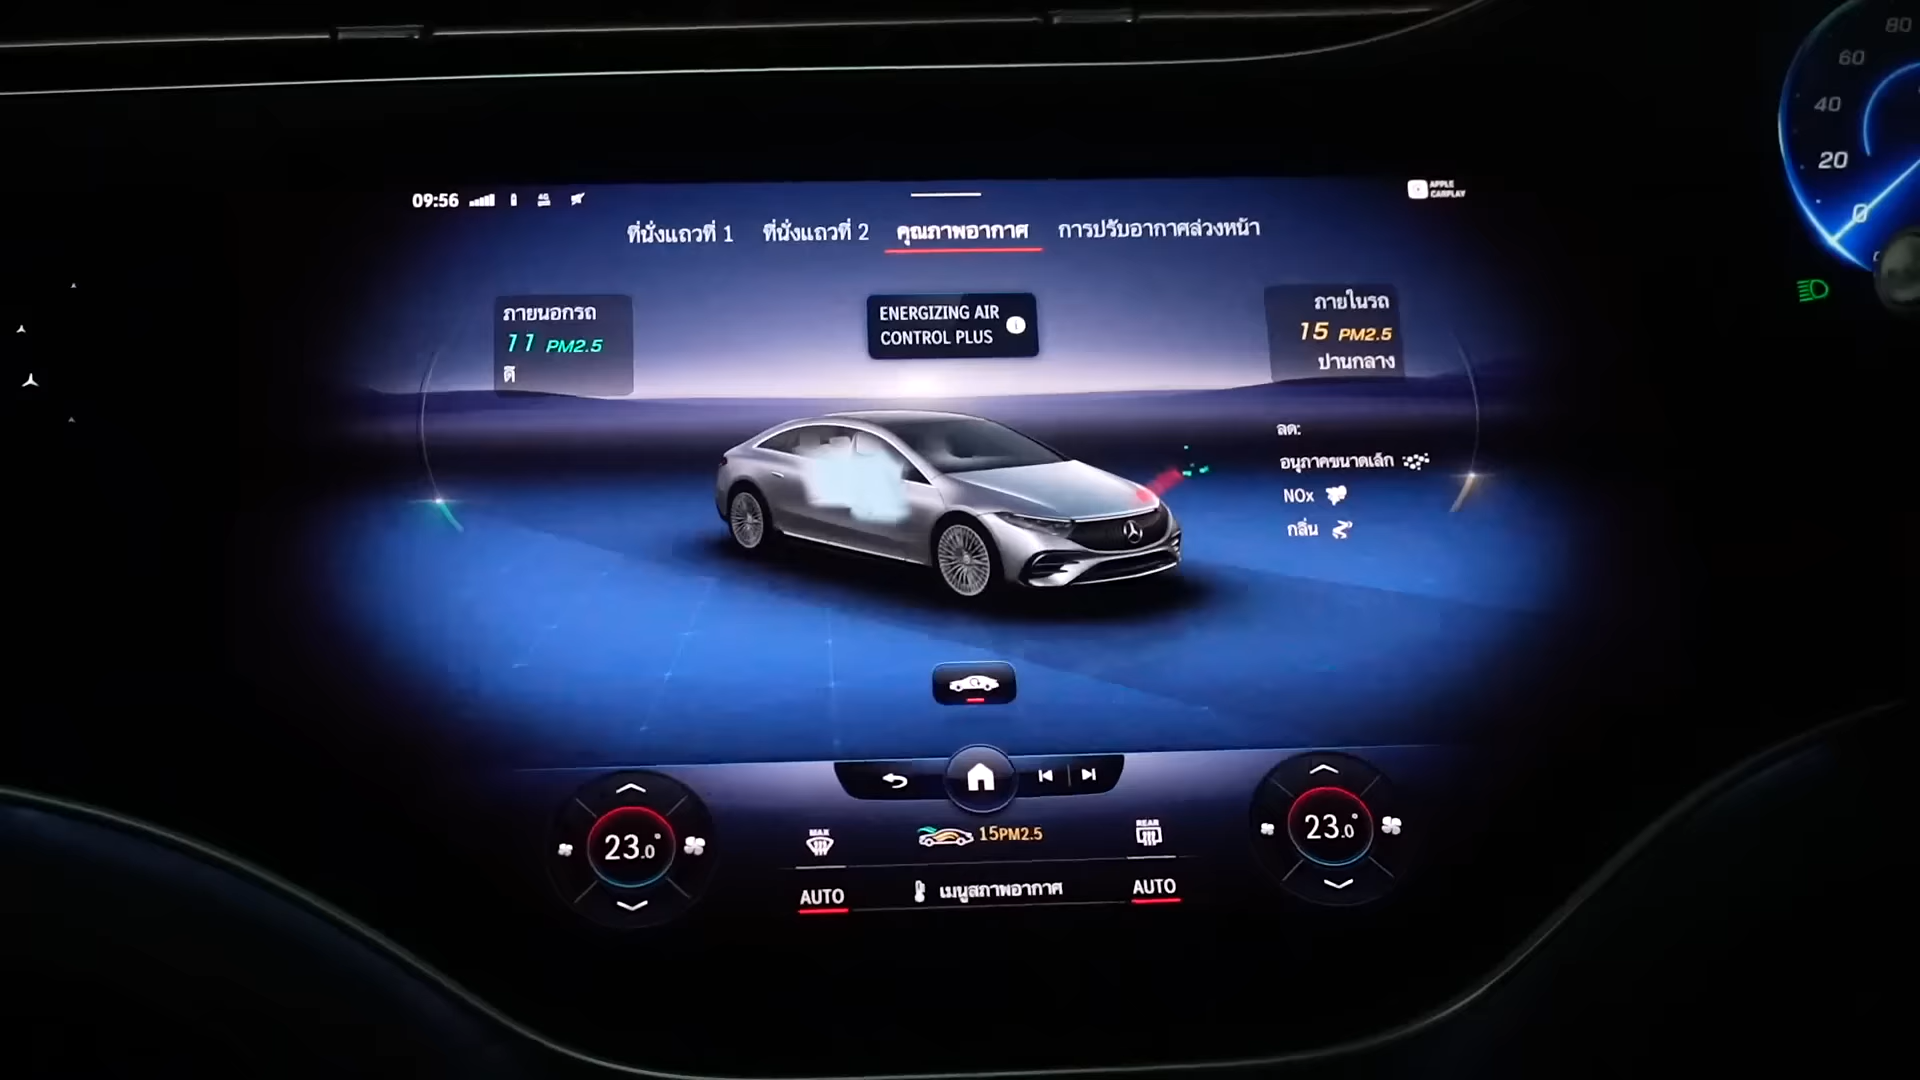 80
60
40
20
0
09:56
4G
APPLE
CARPLAY
ที่นั่งแถวที่ 1
ที่นั่งแถวที่ 2
คุณภาพอากาศ
การปรับอากาศล่วงหน้า
ภายนอกรถ
11 PM2.5
ดี
ENERGIZING AIR
CONTROL PLUS
ภายในรถ
15 PM2.5
ปานกลาง
ลด:
อนุภาคขนาดเล็ก
NOx
กลิ่น
23.0°
MAX
15PM2.5
REAR
23.0°
AUTO
เมนูสภาพอากาศ
AUTO